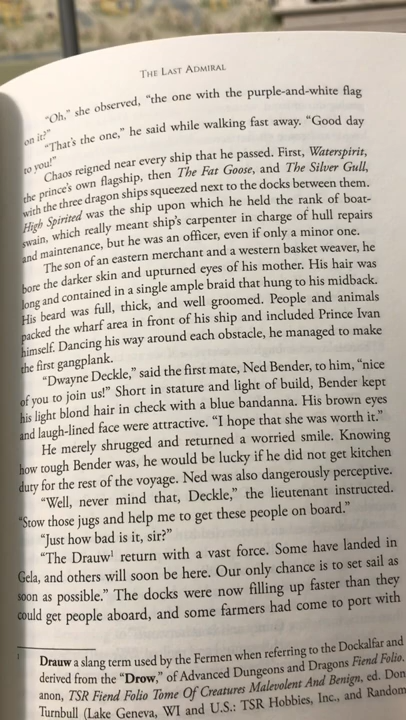 THE LAST ADMIRAL
"Oh," she observed, "the one with the purple-and-white flag
on it?"
"That's the one," he said while walking fast away. "Good day
to you!"
Chaos reigned near every ship that he passed. First, Waterspirit,
the prince's own flagship, then The Fat Goose, and The Silver Gull,
with the three dragon ships squeezed next to the docks between them.
High Spirited was the ship upon which he held the rank of boat-
swain, which really meant ship's carpenter in charge of hull repairs
and maintenance, but he was an officer, even if only a minor one.
The son of an eastern merchant and a western basket weaver, he
bore the darker skin and upturned eyes of his mother. His hair was
long and contained in a single ample braid that hung to his midback.
His beard was full, thick, and well groomed. People and animals
packed the wharf area in front of his ship and included Prince Ivan
himself. Dancing his way around each obstacle, he managed to make
the first gangplank.
"Dwayne Deckle," said the first mate, Ned Bender, to him, "nice
of you to join us!" Short in stature and light of build, Bender kept
his light blond hair in check with a blue bandanna. His brown eyes
and laugh-lined face were attractive. "I hope that she was worth it."
He merely shrugged and returned a worried smile. Knowing
how tough Bender was, he would be lucky if he did not get kitchen
duty for the rest of the voyage. Ned was also dangerously perceptive.
"Well, never mind that, Deckle," the lieutenant instructed.
"Stow those jugs and help me to get these people on board."
"Just how bad is it, sir?"
"The Drauw¹ return with a vast force. Some have landed in
Gela, and others will soon be here. Our only chance is to set sail as
soon as possible." The docks were now filling up faster than they
could get people aboard, and some farmers had come to port with
1 Drauw a slang term used by the Fermen when referring to the Dockalfar and
derived from the "Drow," of Advanced Dungeons and Dragons Fiend Folio.
anon, TSR Fiend Folio Tome Of Creatures Malevolent And Benign, ed. Don
Turnbull (Lake Geneva, WI and U.S.: TSR Hobbies, Inc., and Random